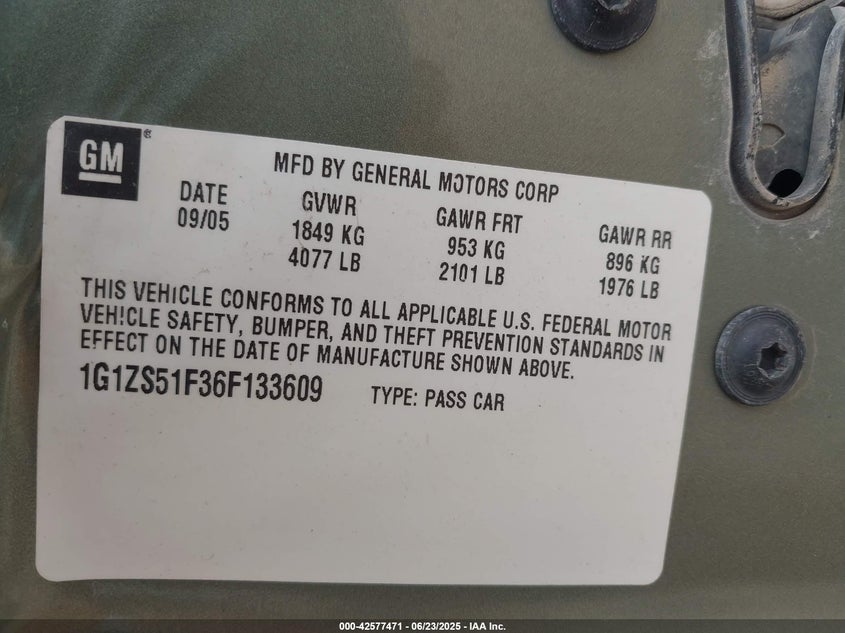 GM
MFD BY GENERAL MOTORS CORP
DATE GVWR GAWR FRT GAWR RR
09/05 1849 KG 953 KG 896 KG
4077 LB 2101 LB 1976 LB
THIS VEHICLE CONFORMS TO ALL APPLICABLE U.S. FEDERAL MOTOR
VEHICLE SAFETY, BUMPER, AND THEFT PREVENTION STANDARDS IN
EFFECT ON THE DATE OF MANUFACTURE SHOWN ABOVE.
1G1ZS51F36F133609 TYPE: PASS CAR
000-42577471 - 06/23/2025 - IAA Inc.